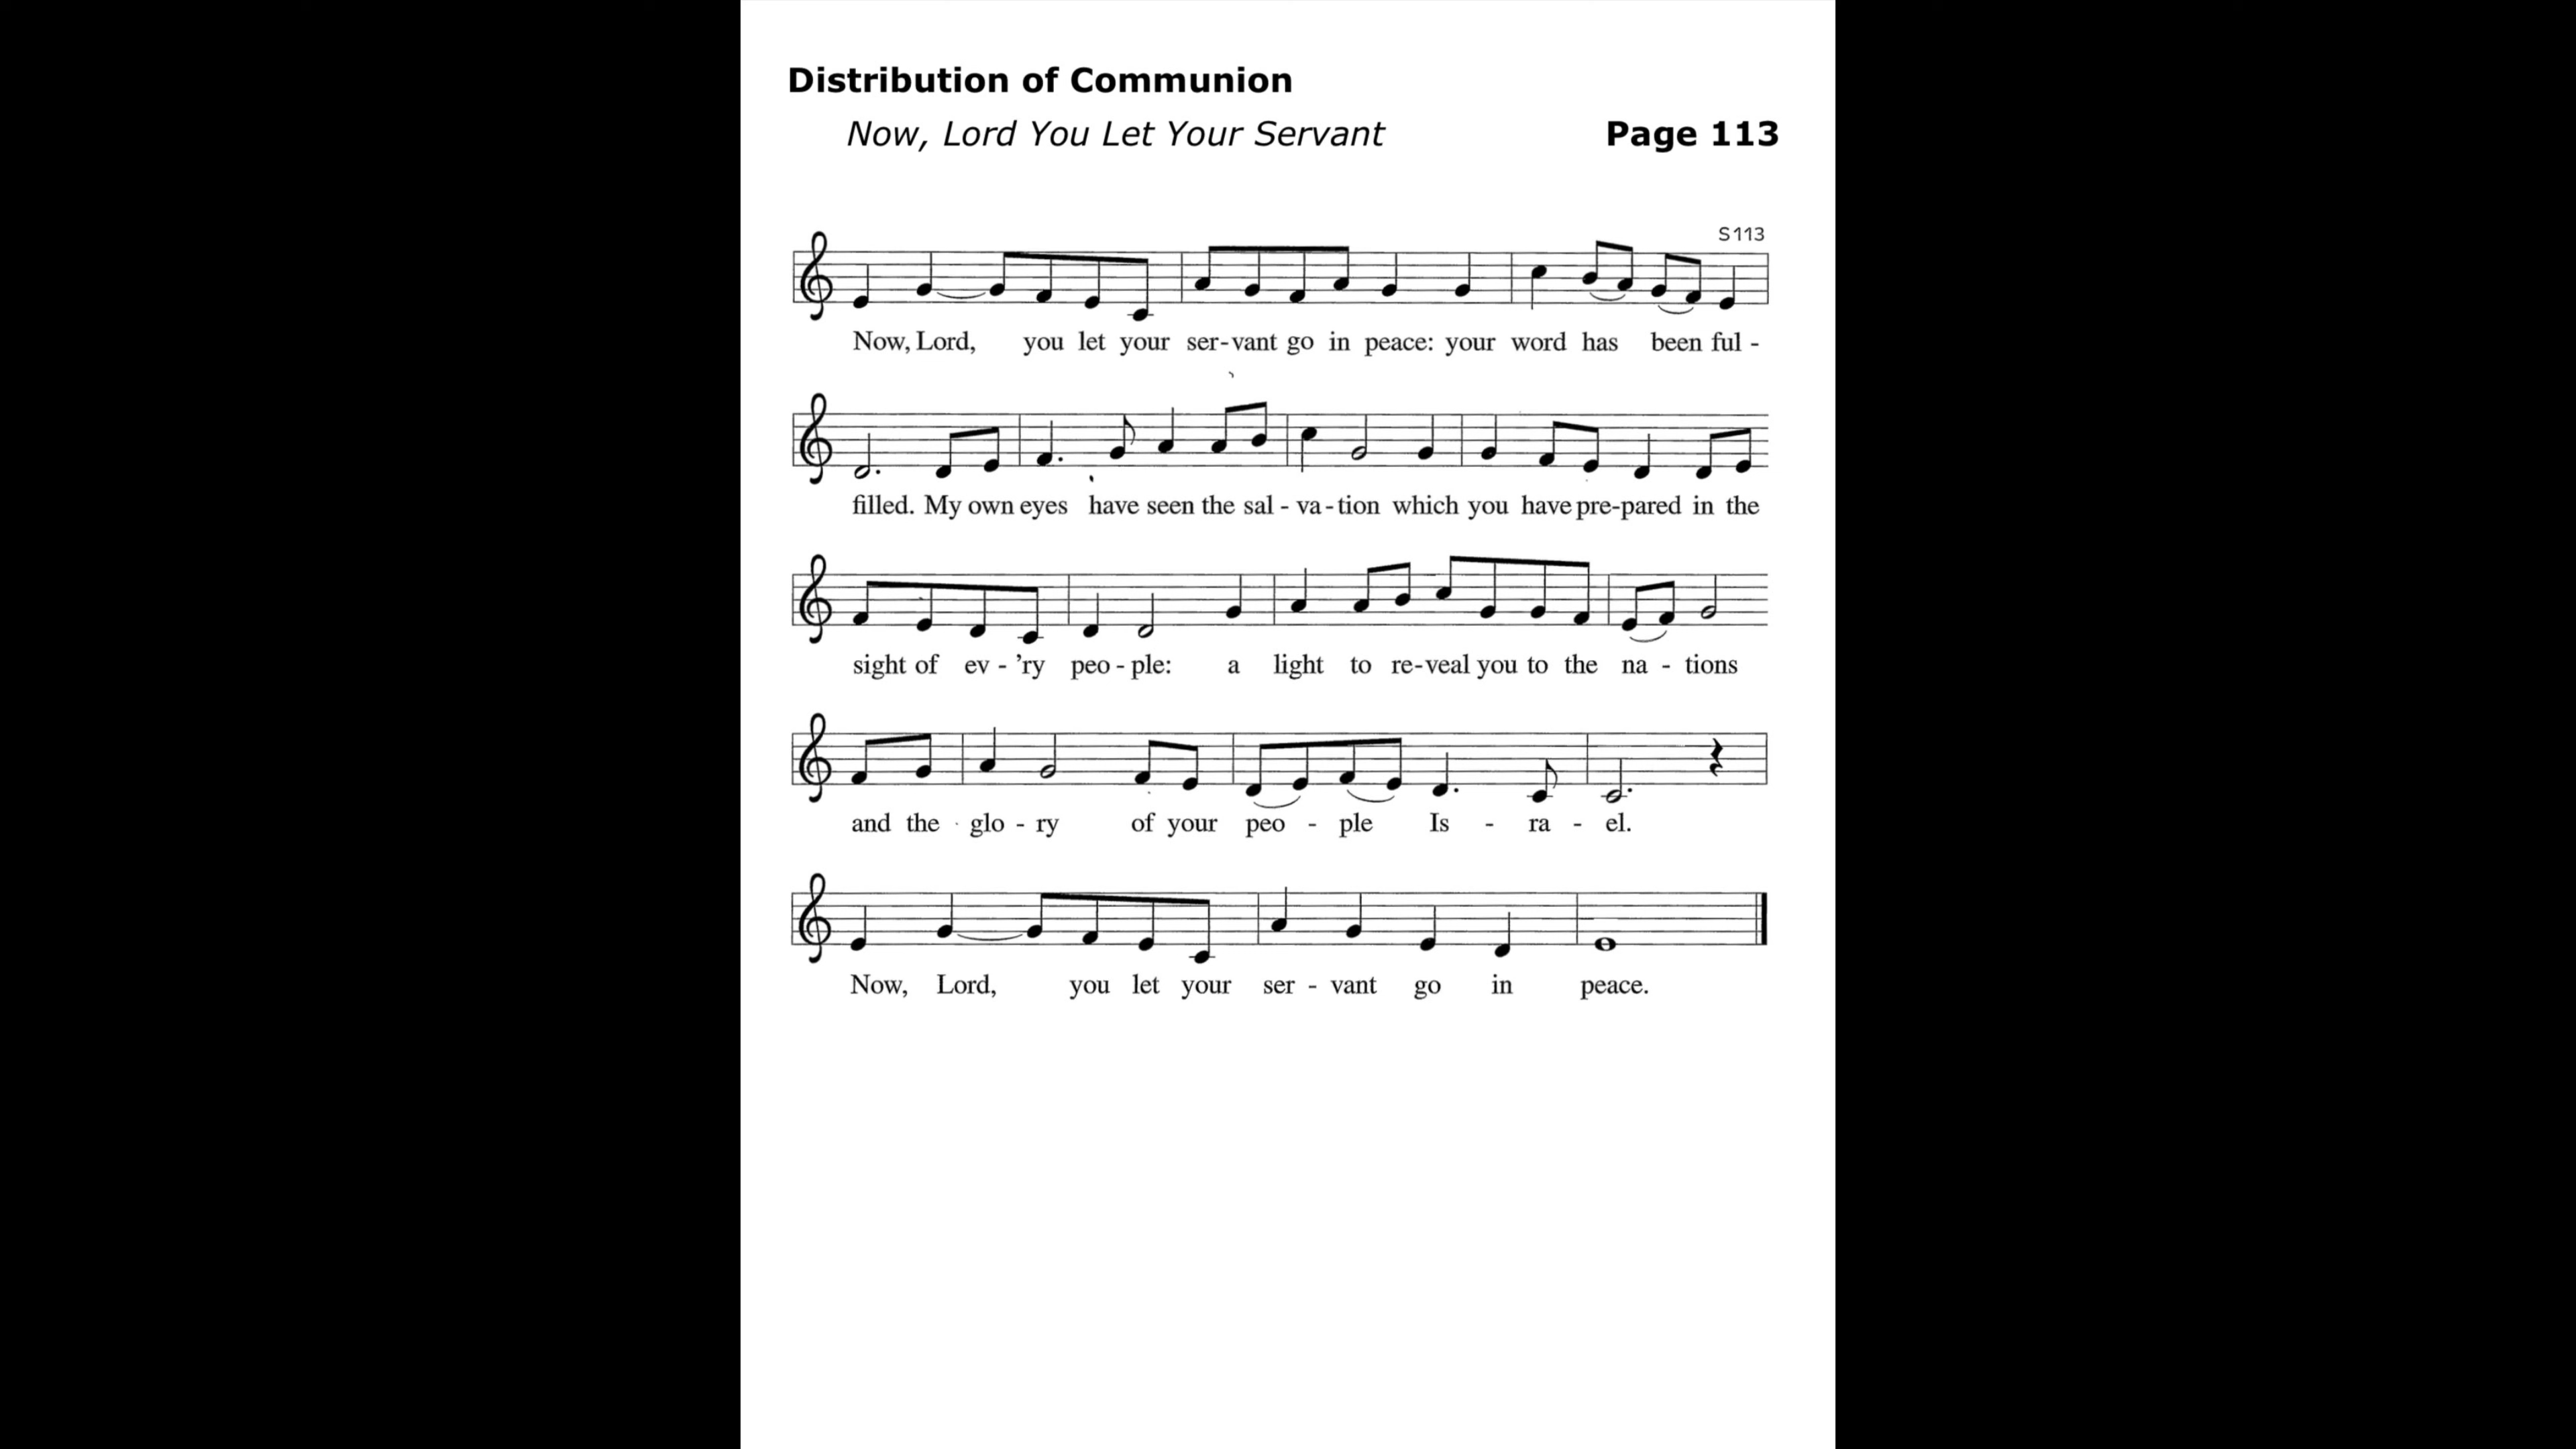 Distribution of Communion
Now, Lord You Let Your Servant Page 113
S113
Now, Lord, you let your ser-vant go in peace: your word has been ful -
filled. My own eyes have seen the sal - va - tion which you have pre-pared in the
sight of ev - 'ry peo - ple: a light to re-veal you to the na - tions
and the glo - ry of your peo - ple Is - ra - el.
Now, Lord, you let your ser - vant go in peace.